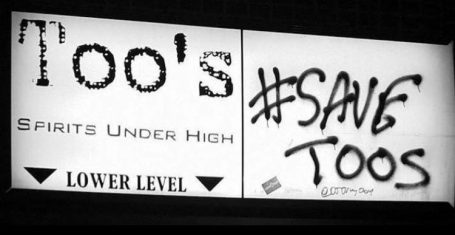 Too's
SPIRITS UNDER HIGH
LOWER LEVEL
#SAVE
TOOS